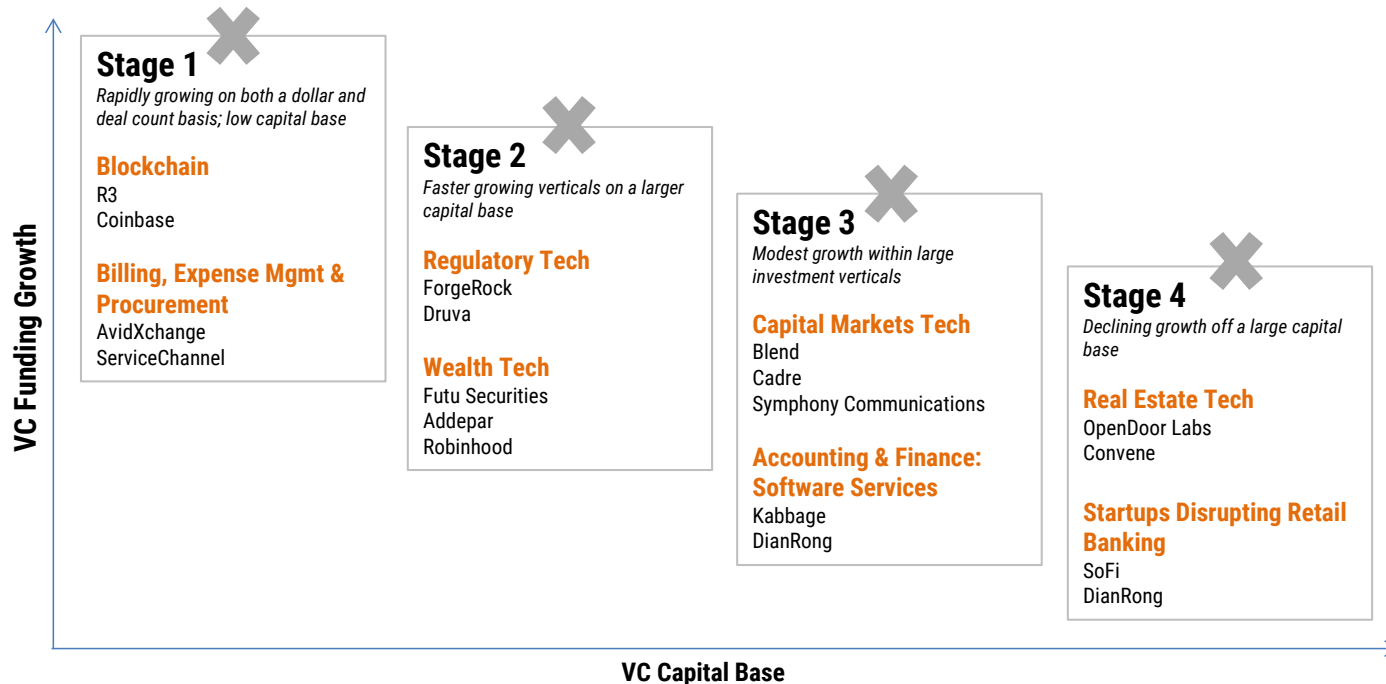 VC Funding Growth
Stage 1
Rapidly growing on both a dollar and
deal count basis; low capital base
Blockchain
R3
Coinbase
Billing, Expense Mgmt &
Procurement
AvidXchange
ServiceChannel
Stage 2
Faster growing verticals on a larger
capital base
Regulatory Tech
ForgeRock
Druva
Wealth Tech
Futu Securities
Addepar
Robinhood
Stage 3
Modest growth within large
investment verticals
Capital Markets Tech
Blend
Cadre
Symphony Communications
Accounting & Finance:
Software Services
Kabbage
DianRong
Stage 4
Declining growth off a large capital
base
Real Estate Tech
OpenDoor Labs
Convene
Startups Disrupting Retail
Banking
SoFi
DianRong
VC Capital Base